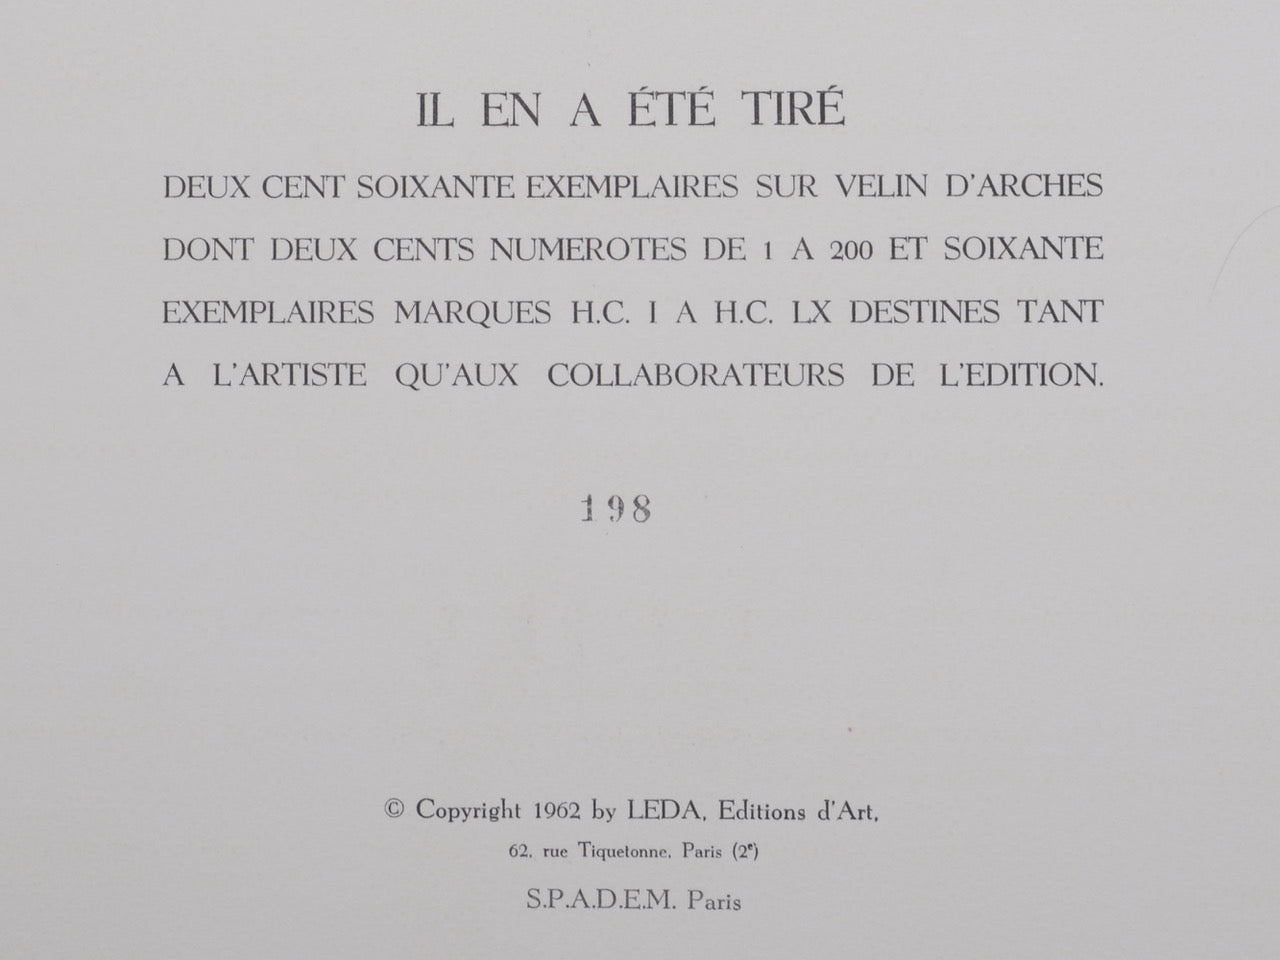 IL EN A ÉTÉ TIRÉ
DEUX CENT SOIXANTE EXEMPLAIRES SUR VELIN D'ARCHES
DONT DEUX CENTS NUMEROTES DE 1 A 200 ET SOIXANTE
EXEMPLAIRES MARQUES H.C. I A H.C. LX DESTINES TANT
A L'ARTISTE QU'AUX COLLABORATEURS DE L'EDITION.
198
© Copyright 1962 by LEDA, Editions d'Art,
62, rue Tiquetonne, Paris (2e)
S.P.A.D.E.M. Paris